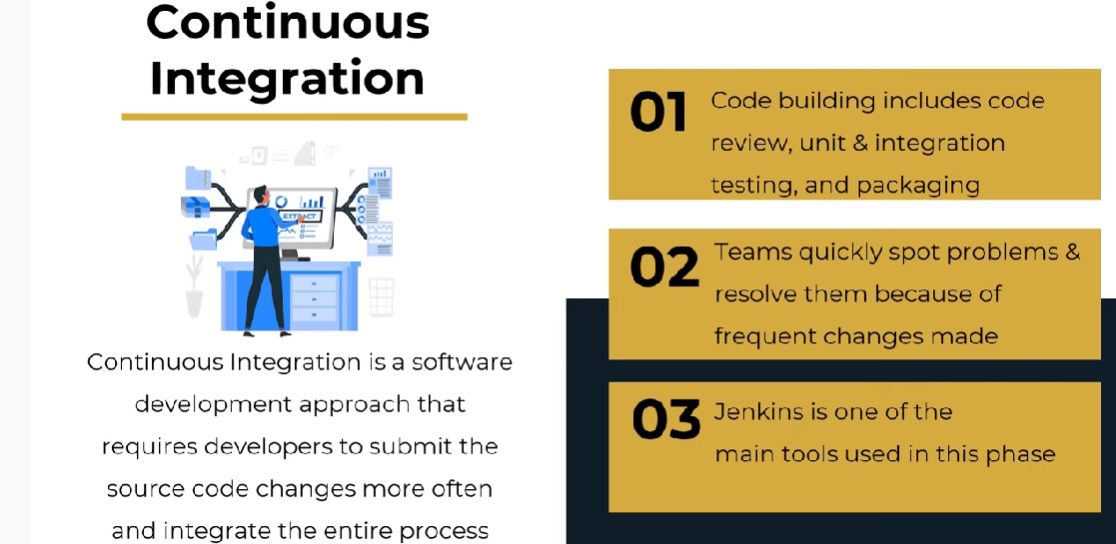 Continuous
Integration
EXTRACT
Continuous Integration is a software
development approach that
requires developers to submit the
source code changes more often
and integrate the entire process
01
Code building includes code
review, unit & integration
testing, and packaging
02
Teams quickly spot problems &
resolve them because of
frequent changes made
03
Jenkins is one of the
main tools used in this phase